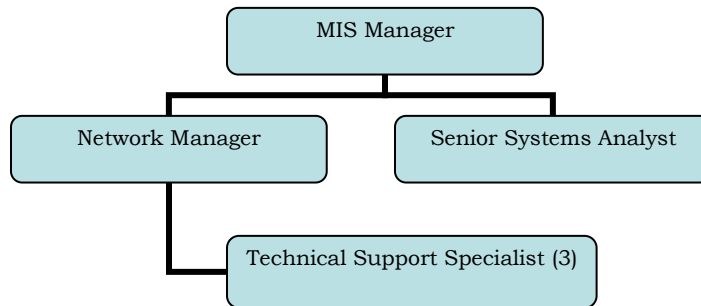 MIS Manager
Network Manager
Senior Systems Analyst
Technical Support Specialist (3)